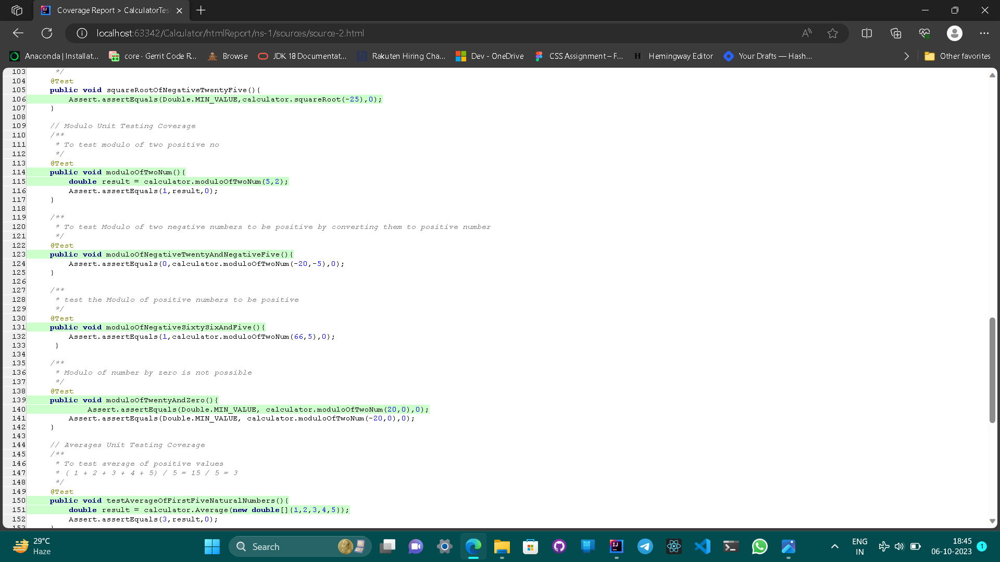 Coverage Report > CalculatorTes
localhost:63342/Calculator/htmlReport/ns-1/sources/source-2.html
Anaconda | Installat... core · Gerrit Code R... Browse JDK 18 Documentat... Rakuten Hiring Cha... Dev - OneDrive CSS Assignment – F... H Hemingway Editor Your Drafts — Hash... Other favorites
103 */
104 @Test
105 public void squareRootOfNegativeTwentyFive(){
106 Assert.assertEquals(Double.MIN_VALUE,calculator.squareRoot(-25),0);
107 }
108
109 // Modulo Unit Testing Coverage
110 /**
111 * To test modulo of two positive no
112 */
113 @Test
114 public void moduloOfTwoNum(){
115 double result = calculator.moduloOfTwoNum(5,2);
116 Assert.assertEquals(1,result,0);
117 }
118
119 /**
120 * To test Modulo of two negative numbers to be positive by converting them to positive number
121 */
122 @Test
123 public void moduloOfNegativeTwentyAndNegativeFive(){
124 Assert.assertEquals(0,calculator.moduloOfTwoNum(-20,-5),0);
125 }
126
127 /**
128 * test the Modulo of positive numbers to be positive
129 */
130 @Test
131 public void moduloOfNegativeSixtySixAndFive(){
132 Assert.assertEquals(1,calculator.moduloOfTwoNum(66,5),0);
133 }
134
135 /**
136 * Modulo of number by zero is not possible
137 */
138 @Test
139 public void moduloOfTwentyAndZero(){
140 Assert.assertEquals(Double.MIN_VALUE, calculator.moduloOfTwoNum(20,0),0);
141 Assert.assertEquals(Double.MIN_VALUE, calculator.moduloOfTwoNum(-20,0),0);
142 }
143
144 // Averages Unit Testing Coverage
145 /**
146 * To test average of positive values
147 * ( 1 + 2 + 3 + 4 + 5) / 5 = 15 / 5 = 3
148 */
149 @Test
150 public void testAverageOfFirstFiveNaturalNumbers(){
151 double result = calculator.Average(new double[]{1,2,3,4,5});
152 Assert.assertEquals(3,result,0);
153 }
29°C
Haze
Search
ENG
IN
18:45
06-10-2023
1